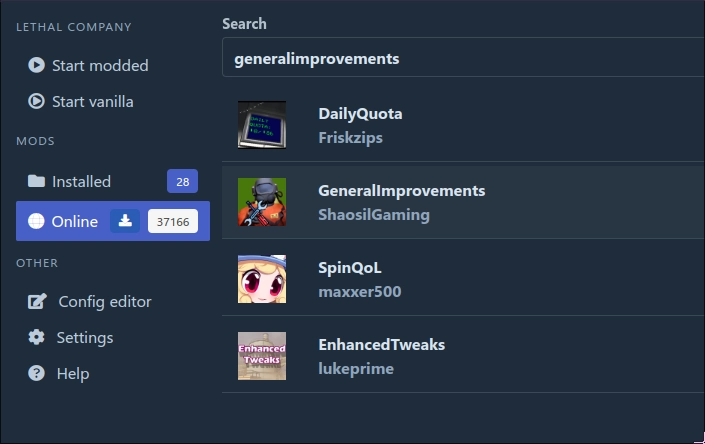 LETHAL COMPANY
Start modded
Start vanilla
MODS
Installed 28
Online 37166
OTHER
Config editor
Settings
Help
Search
generalimprovements
DailyQuota
Friskzips
GeneralImprovements
ShaosilGaming
SpinQoL
maxxer500
Enhanced
Tweaks
EnhancedTweaks
lukeprime